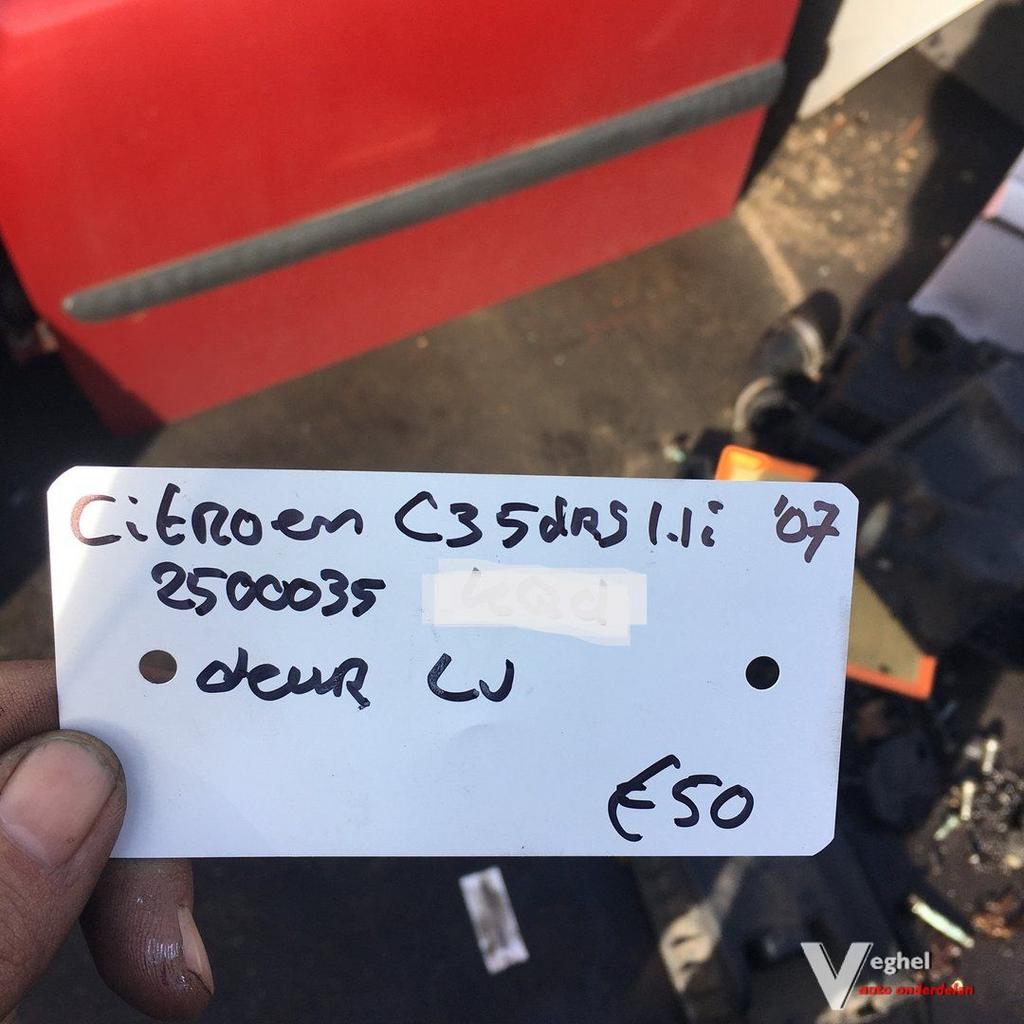 Citroen C3 5drs 1.1i '07
2500035
deur LV
€50
Veghel
auto onderdelen